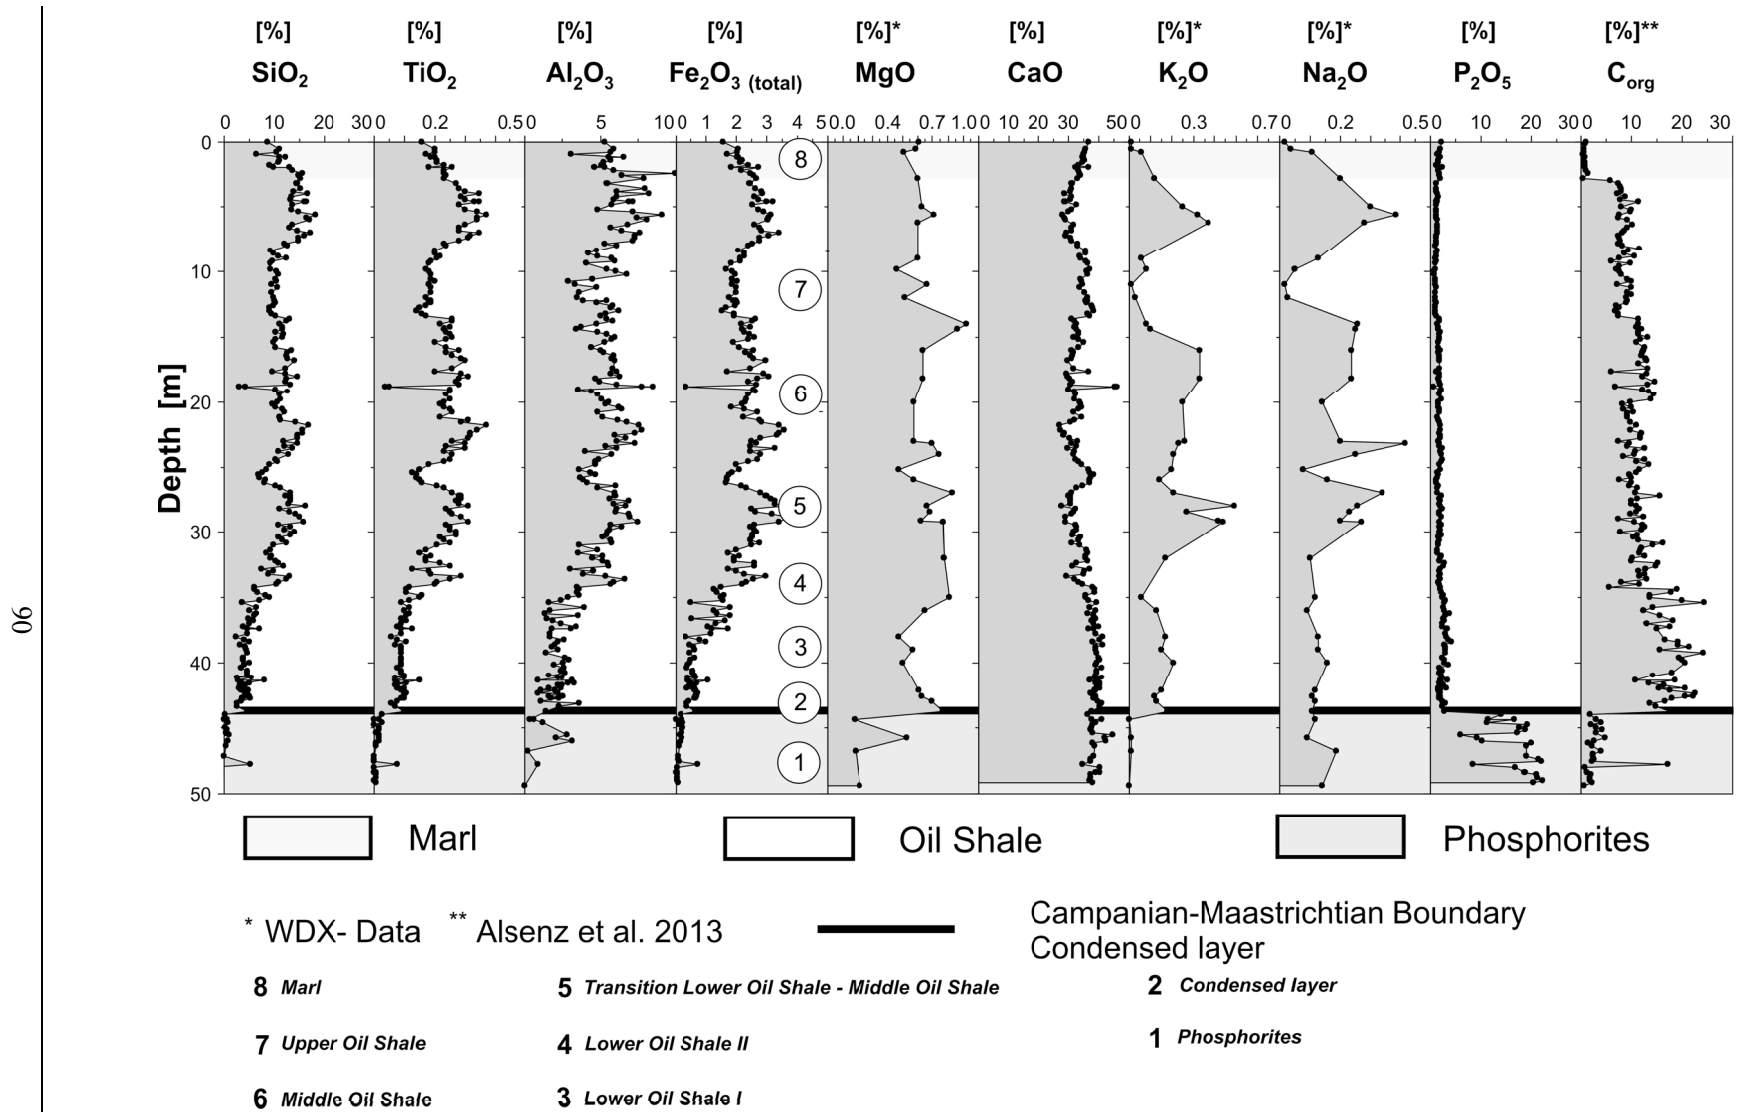 [%] [%] [%] [%] [%]* [%] [%]* [%]* [%] [%]**
SiO2 TiO2 Al2O3 Fe2O3 (total) MgO CaO K2O Na2O P2O5 Corg
0 10 20 30 0.0 0.2 0.5 0 5 10 0 1 2 3 4 5 0.0 0.4 0.7 1.0 0 10 30 50 0.0 0.3 0.7 0 0.2 0.5 0 10 20 30 0 10 20 30
0
8
10
7
6
20
5
30
4
3
40
2
1
50
Depth [m]
90
Marl Oil Shale Phosphorites
* WDX- Data ** Alsenz et al. 2013 Campanian-Maastrichtian Boundary
Condensed layer
8 Marl 5 Transition Lower Oil Shale - Middle Oil Shale 2 Condensed layer
7 Upper Oil Shale 4 Lower Oil Shale II 1 Phosphorites
6 Middle Oil Shale 3 Lower Oil Shale I